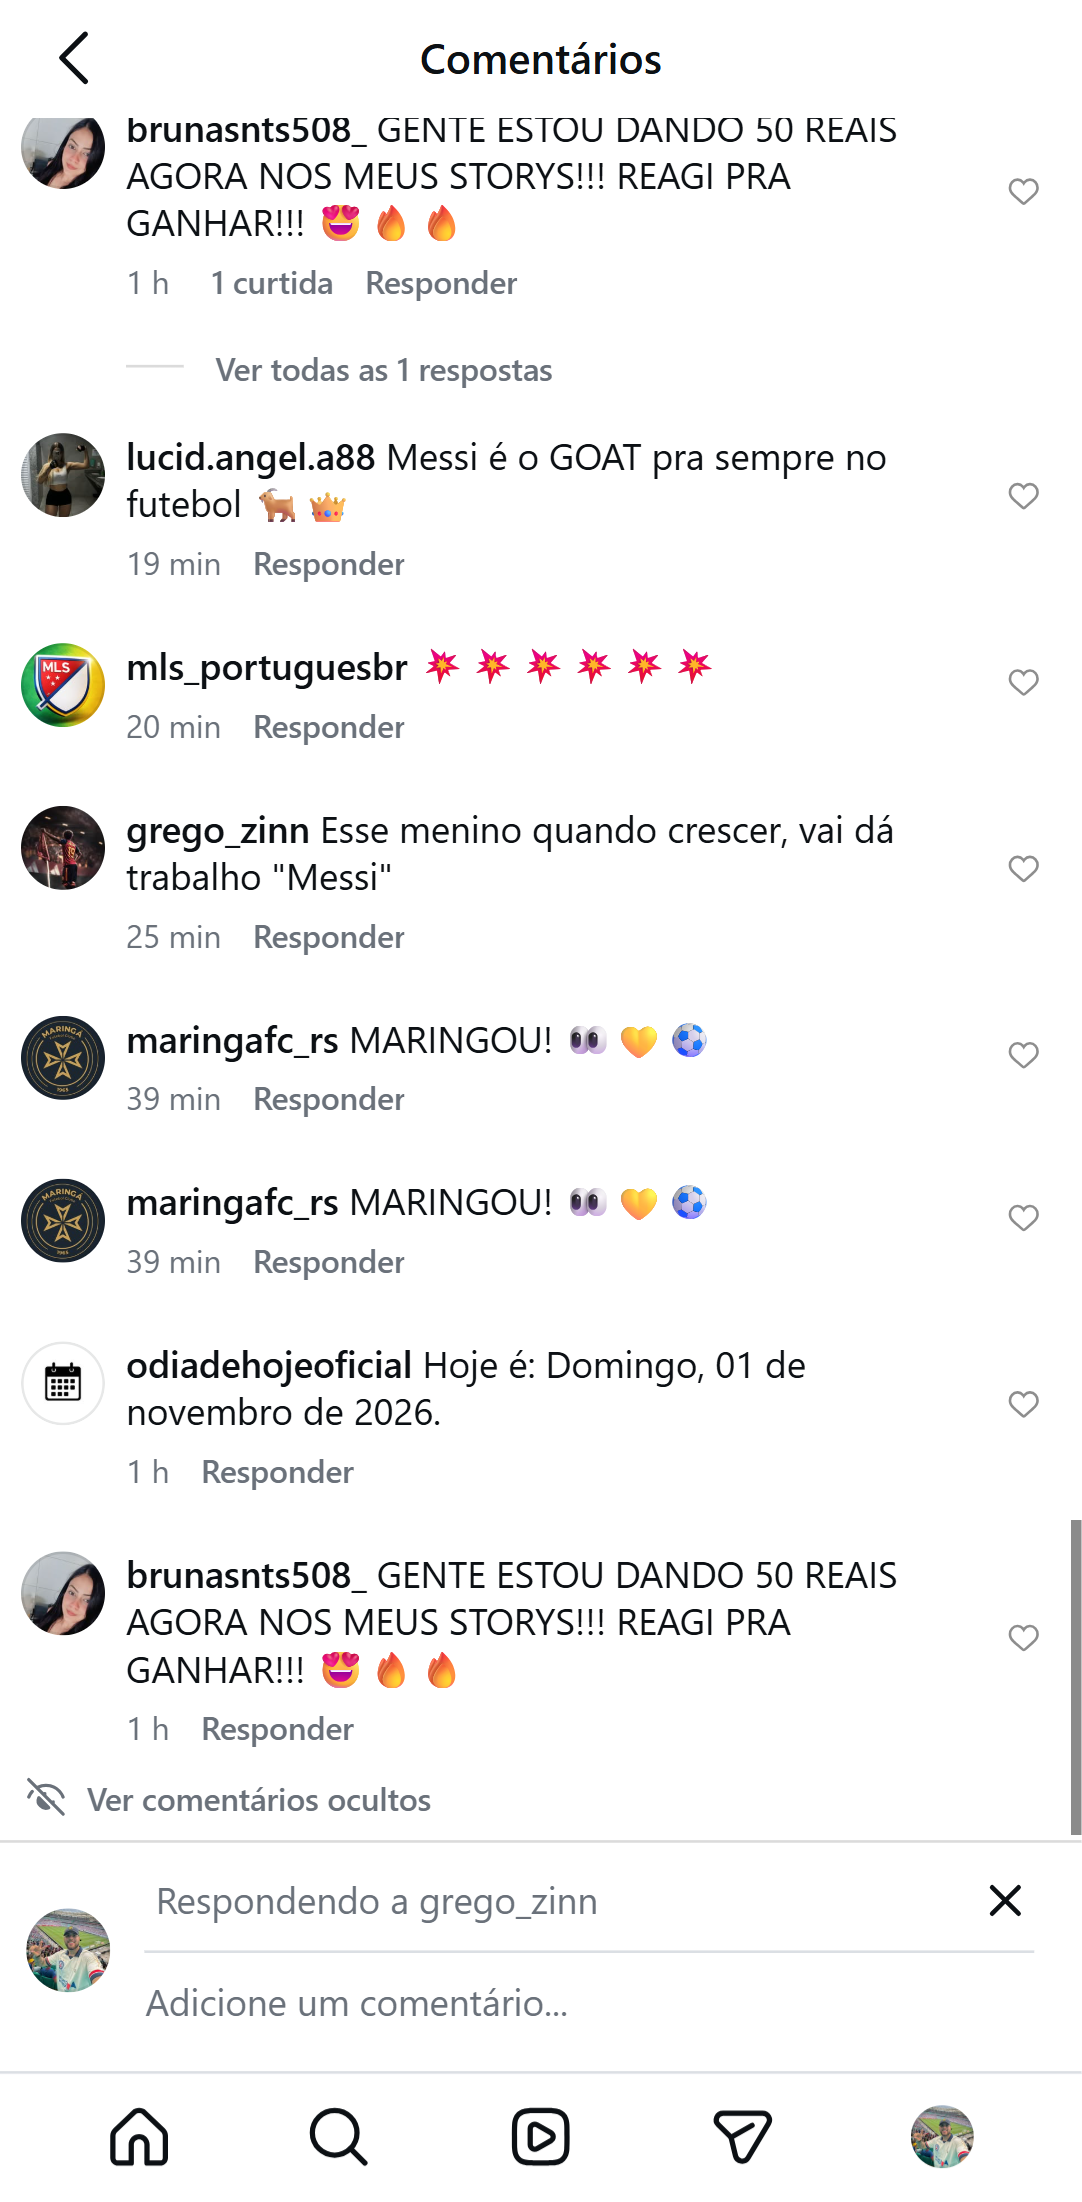 Comentários
brunasnts508_ GENTE ESTOU DANDO 50 REAIS
AGORA NOS MEUS STORYS!!! REAGI PRA
GANHAR!!! 😍🔥🔥
1 h 1 curtida Responder
Ver todas as 1 respostas
lucid.angel.a88 Messi é o GOAT pra sempre no
futebol 🐐👑
19 min Responder
MLS
mls_portuguesbr 💥💥💥💥💥💥
20 min Responder
grego_zinn Esse menino quando crescer, vai dá
trabalho "Messi"
25 min Responder
MARINGÁ
maringafc_rs MARINGOU! 👀💛⚽
39 min Responder
MARINGÁ
maringafc_rs MARINGOU! 👀💛⚽
39 min Responder
odiadehojeoficial Hoje é: Domingo, 01 de
novembro de 2026.
1 h Responder
brunasnts508_ GENTE ESTOU DANDO 50 REAIS
AGORA NOS MEUS STORYS!!! REAGI PRA
GANHAR!!! 😍🔥🔥
1 h Responder
Ver comentários ocultos
Respondendo a grego_zinn
Adicione um comentário...